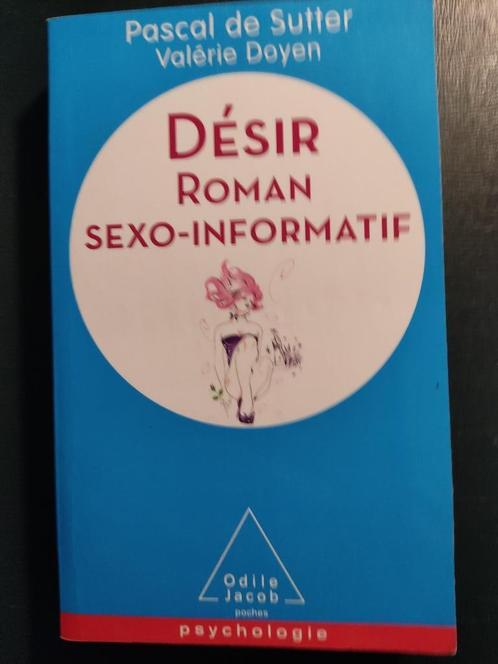 Pascal de Sutter
Valérie Doyen
DÉSIR
ROMAN
SEXO-INFORMATIF
Odile
Jacob
poches
psychologie